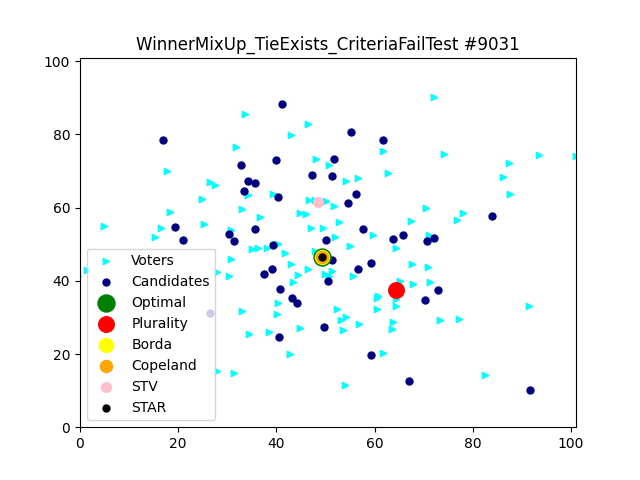 WinnerMixUp_TieExists_CriteriaFailTest #9031
100
80
60
40
20
0
Voters
Candidates
Optimal
Plurality
Borda
Copeland
STV
STAR
0 20 40 60 80 100